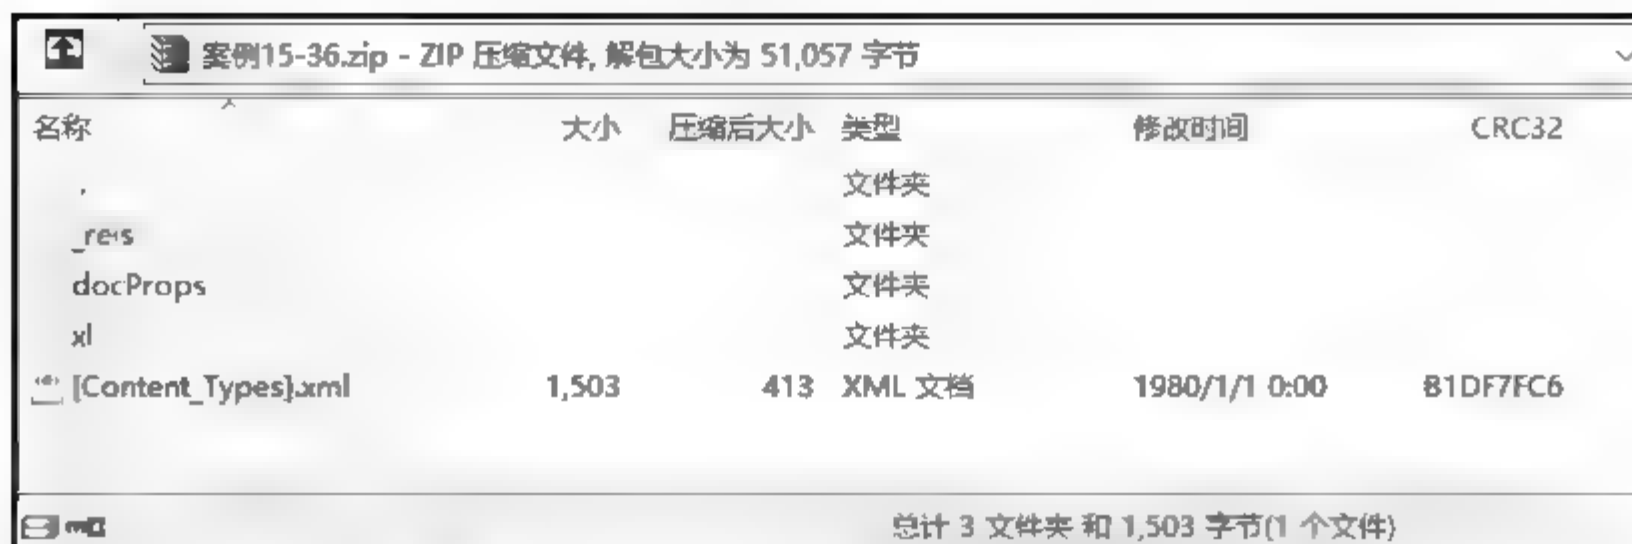 案例15-36.zip - ZIP 压缩文件, 解包大小为 51,057 字节
名称 大小 压缩后大小 类型 修改时间 CRC32
. 文件夹
_rels 文件夹
docProps 文件夹
xl 文件夹
[Content_Types].xml 1,503 413 XML 文档 1980/1/1 0:00 B1DF7FC6
总计 3 文件夹 和 1,503 字节(1 个文件)